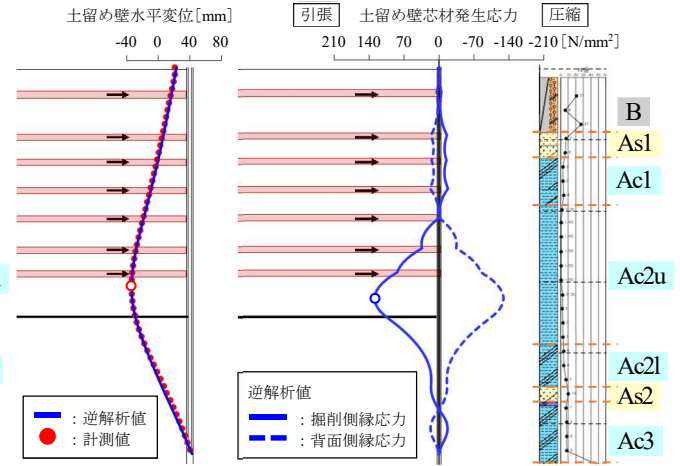 土留め壁水平変位[mm]
-40 0 40 80
引張 土留め壁芯材発生応力 圧縮
210 140 70 0 -70 -140 -210 [N/mm²]
B
As1
Ac1
Ac2u
Ac2l
As2
Ac3
：逆解析値
：計測値
逆解析値
：掘削側縁応力
：背面側縁応力